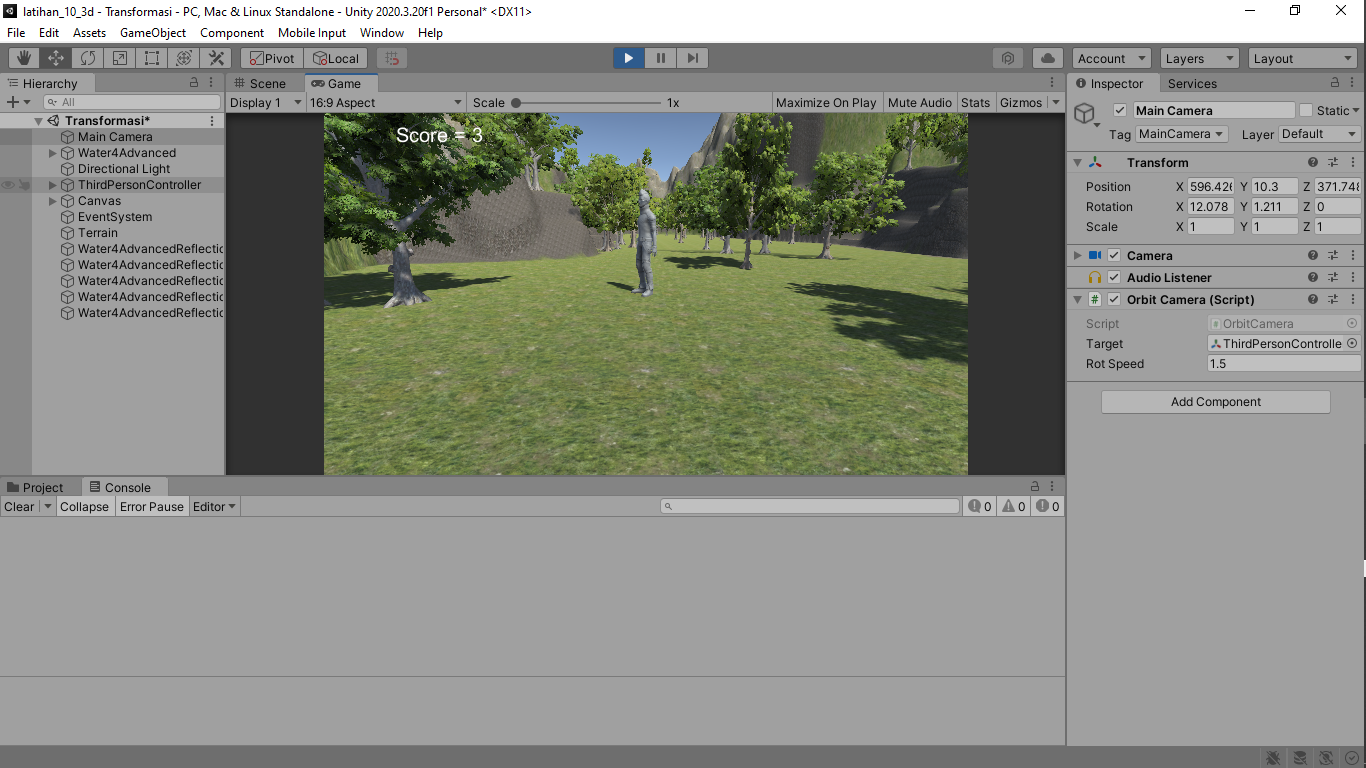 latihan_10_3d - Transformasi - PC, Mac & Linux Standalone - Unity 2020.3.20f1 Personal* <DX11>
File Edit Assets GameObject Component Mobile Input Window Help
Pivot Local Account Layers Layout
Hierarchy Scene Game Inspector Services
All Display 1 16:9 Aspect Scale 1x Maximize On Play Mute Audio Stats Gizmos
Main Camera Static
Transformasi*
Score = 3
Tag MainCamera Layer Default
Main Camera
Water4Advanced
Directional Light
ThirdPersonController
Canvas
EventSystem
Terrain
Water4AdvancedReflectic
Water4AdvancedReflectic
Water4AdvancedReflectic
Water4AdvancedReflectic
Water4AdvancedReflectic
Transform
Position X 596.426 Y 10.3 Z 371.748
Rotation X 12.078 Y 1.211 Z 0
Scale X 1 Y 1 Z 1
Camera
Audio Listener
# Orbit Camera (Script)
Script # OrbitCamera
Target ThirdPersonControlle
Rot Speed 1.5
Add Component
Project Console
Clear Collapse Error Pause Editor 0 0 0